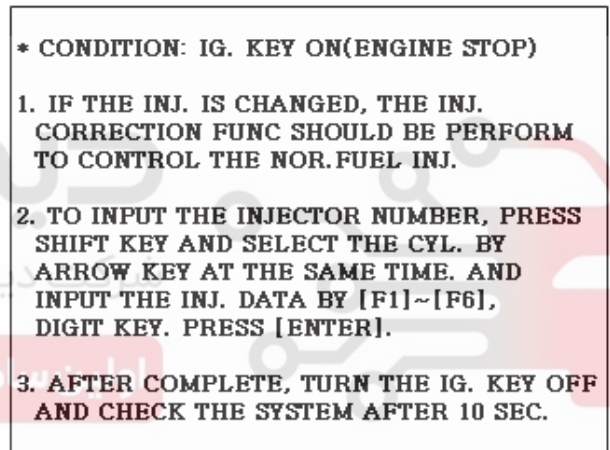 * CONDITION: IG. KEY ON(ENGINE STOP)
1. IF THE INJ. IS CHANGED, THE INJ.
CORRECTION FUNC SHOULD BE PERFORM
TO CONTROL THE NOR.FUEL INJ.
2. TO INPUT THE INJECTOR NUMBER, PRESS
SHIFT KEY AND SELECT THE CYL. BY
ARROW KEY AT THE SAME TIME. AND
INPUT THE INJ. DATA BY [F1]~[F6],
DIGIT KEY. PRESS [ENTER].
3. AFTER COMPLETE, TURN THE IG. KEY OFF
AND CHECK THE SYSTEM AFTER 10 SEC.